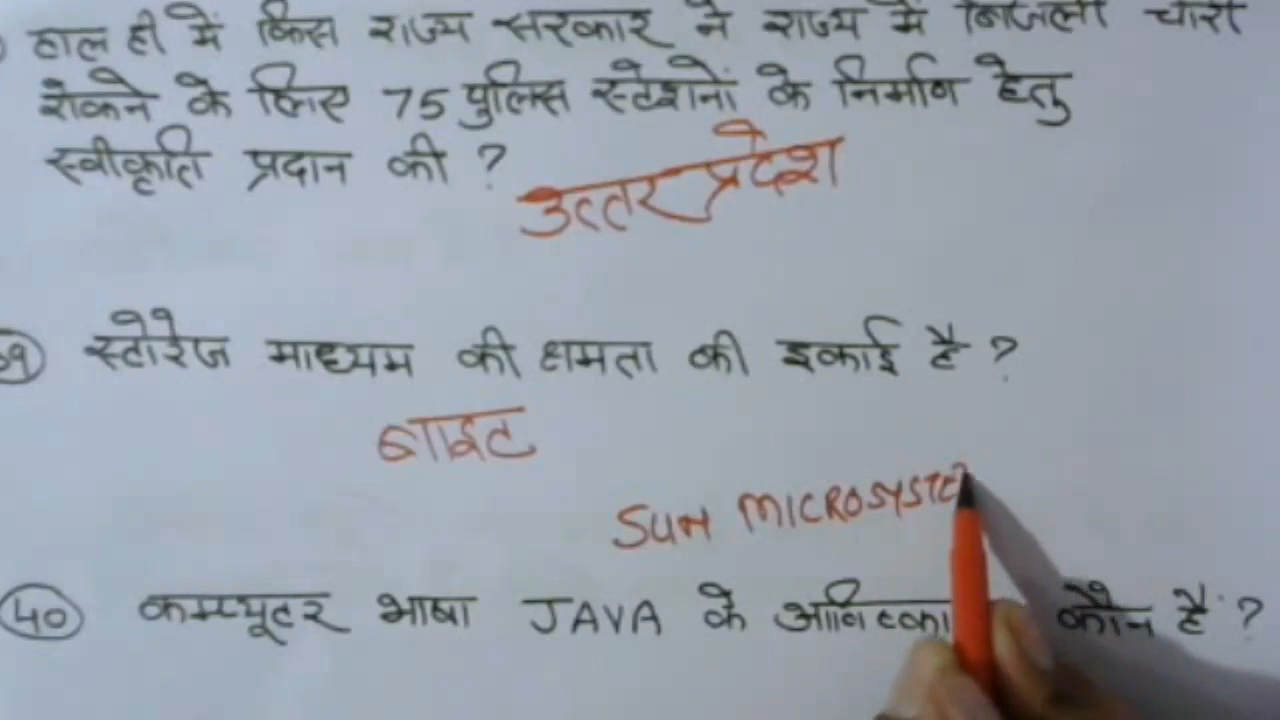 हाल ही में किस राज्य सरकार ने राज्य में बिजली चोरी
रोकने के लिए 75 पुलिस स्टेशनों के निर्माण हेतु
स्वीकृति प्रदान की ?
उत्तर प्रदेश
39 स्टोरेज माध्यम की क्षमता की इकाई है ?
बाइट
SUN MICROSYSTE
40 कम्प्यूटर भाषा JAVA के आविष्का कौन है ?